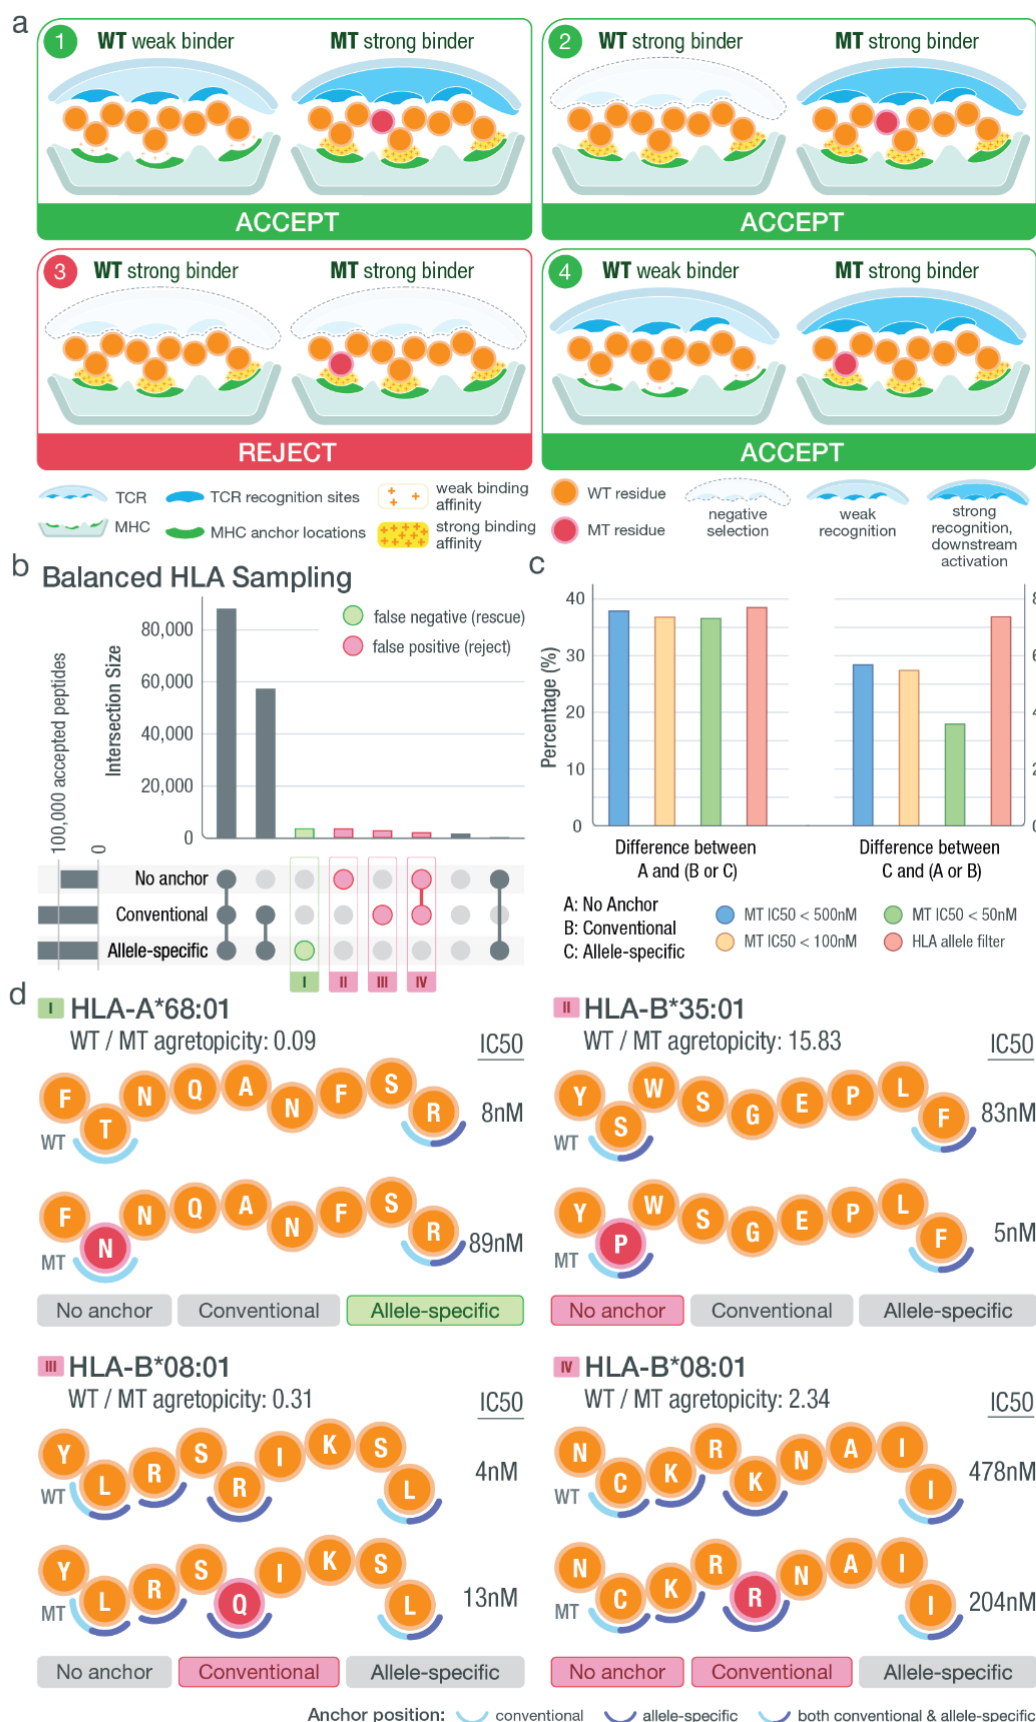 a
1 WT weak binder MT strong binder
ACCEPT
2 WT strong binder MT strong binder
ACCEPT
3 WT strong binder MT strong binder
REJECT
4 WT weak binder MT strong binder
ACCEPT
TCR
MHC
TCR recognition sites
MHC anchor locations
weak binding
affinity
strong binding
affinity
WT residue
MT residue
negative
selection
weak
recognition
strong
recognition,
downstream
activation
b Balanced HLA Sampling
100,000 accepted peptides
0
Intersection Size
80,000
60,000
40,000
20,000
0
false negative (rescue)
false positive (reject)
No anchor
Conventional
Allele-specific
I II III IV
c
Percentage (%)
40
30
20
10
0
8
6
4
2
0
Difference between
A and (B or C)
Difference between
C and (A or B)
A: No Anchor
B: Conventional
C: Allele-specific
MT IC50 < 500nM
MT IC50 < 100nM
MT IC50 < 50nM
HLA allele filter
d
I HLA-A*68:01
WT / MT agretopicity: 0.09
IC50
F T N Q A N F S R
WT
8nM
F N N Q A N F S R
MT
89nM
No anchor Conventional Allele-specific
II HLA-B*35:01
WT / MT agretopicity: 15.83
IC50
Y S W S G E P L F
WT
83nM
Y P W S G E P L F
MT
5nM
No anchor Conventional Allele-specific
III HLA-B*08:01
WT / MT agretopicity: 0.31
IC50
Y L R S R I K S L
WT
4nM
Y L R S Q I K S L
MT
13nM
No anchor Conventional Allele-specific
IV HLA-B*08:01
WT / MT agretopicity: 2.34
IC50
N C K R K N A I I
WT
478nM
N C K R R N A I I
MT
204nM
No anchor Conventional Allele-specific
Anchor position: conventional allele-specific both conventional & allele-specific